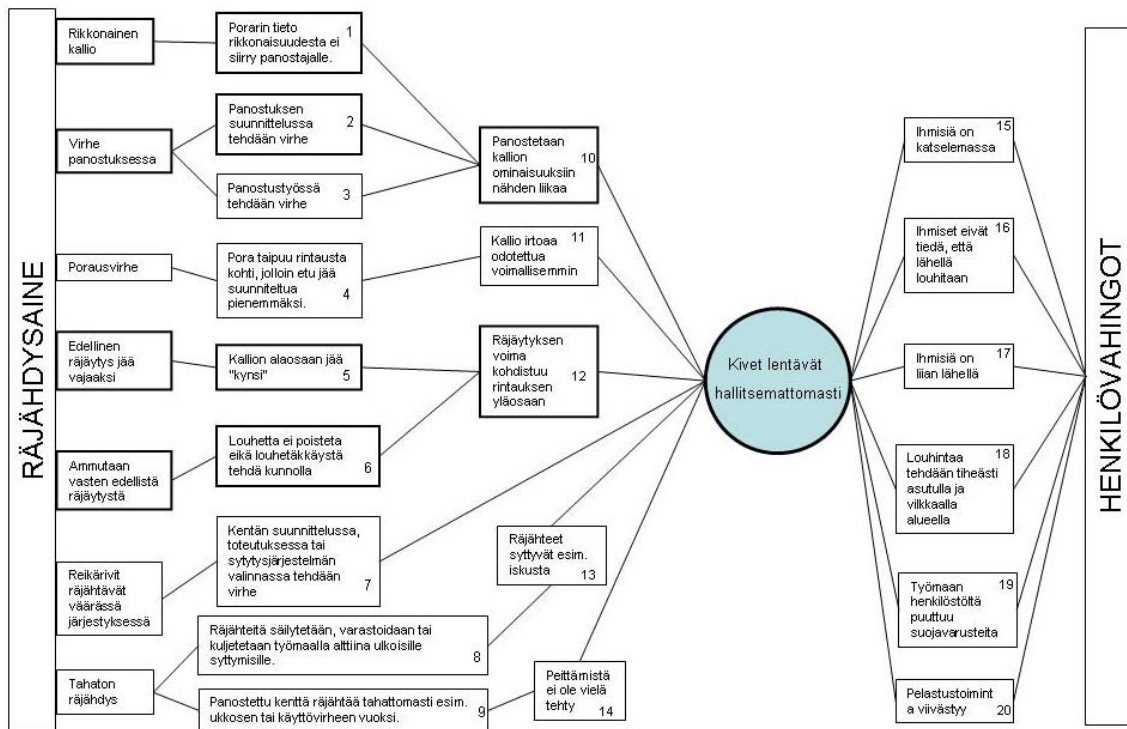 RÄJÄHDYSAINE
Rikkonainen
kallio
Virhe
panostuksessa
Porausvirhe
Edellinen
räjäytys jää
vajaaksi
Ammutaan
vasten edellistä
räjäytystä
Reikärivit
räjähtävät
väärässä
järjestyksessä
Tahaton
räjähdys
Porarin tieto 1
rikkonaisuudesta ei
siirry panostajalle.
Panostuksen
suunnittelussa 2
tehdään virhe
Panostustyössä 3
tehdään virhe
Pora taipuu rintausta
kohti, jolloin etu jää
suunniteltua 4
pienemmäksi.
Kallion alaosaan jää
"kynsi" 5
Louhetta ei poisteta
eikä louhetäkkäystä
tehdä kunnolla 6
Kentän suunnittelussa,
toteutuksessa tai
sytytysjärjestelmän
valinnassa tehdään 7
virhe
Räjähteitä säilytetään, varastoidaan tai
kuljetetaan työmaalla alttiina ulkoisille
syttymisille. 8
Panostettu kenttä räjähtää tahattomasti esim.
ukkosen tai käyttövirheen vuoksi. 9
Panostetaan
kallion 10
ominaisuuksiin
nähden liikaa
Kallio irtoaa 11
odotettua
voimallisemmin
Räjäytyksen
voima
kohdistuu 12
rintauksen
yläosaan
Räjähteet
syttyvät esim.
iskusta 13
Peittämistä
ei ole vielä
tehty 14
Kivet lentävät
hallitsemattomasti
Ihmisiä on 15
katselemassa
Ihmiset eivät 16
tiedä, että
lähellä
louhitaan
Ihmisiä on 17
liian lähellä
Louhintaa 18
tehdään tiheästi
asutulla ja
vilkkaalla
alueella
Työmaan 19
henkilöstöltä
puuttuu
suojavarusteita
Pelastustoimint
a viivästyy 20
HENKILÖVAHINGOT